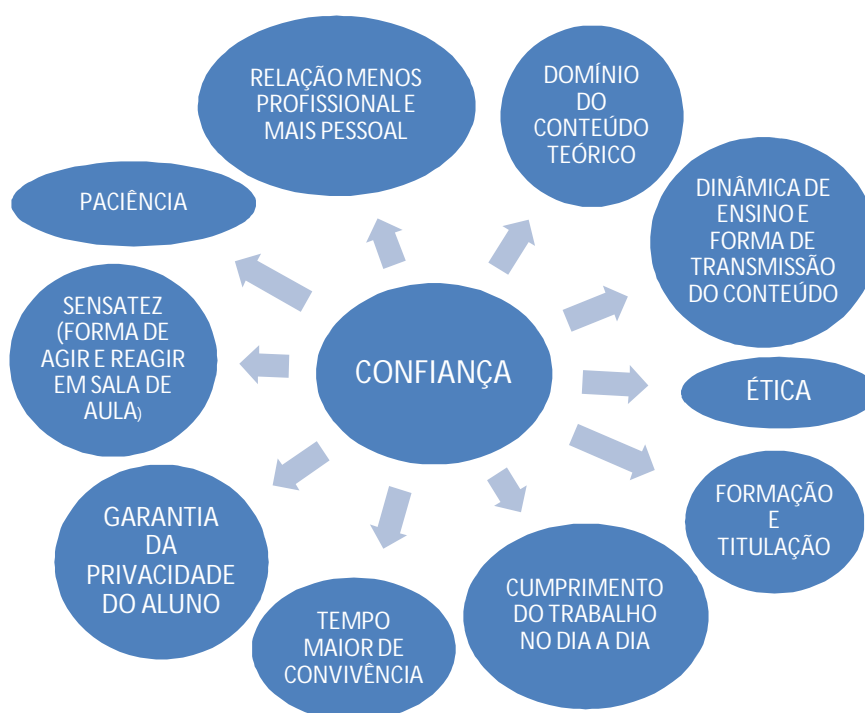 RELAÇÃO MENOS
PROFISSIONAL E
MAIS PESSOAL
DOMÍNIO
DO
CONTEÚDO
TEÓRICO
DINÂMICA DE
ENSINO E
FORMA DE
TRANSMISSÃO
DO CONTEÚDO
ÉTICA
FORMAÇÃO
E
TITULAÇÃO
CUMPRIMENTO
DO TRABALHO
NO DIA A DIA
TEMPO
MAIOR DE
CONVIVÊNCIA
GARANTIA
DA
PRIVACIDADE
DO ALUNO
SENSATEZ
(FORMA DE
AGIR E REAGIR
EM SALA DE
AULA)
PACIÊNCIA
CONFIANÇA